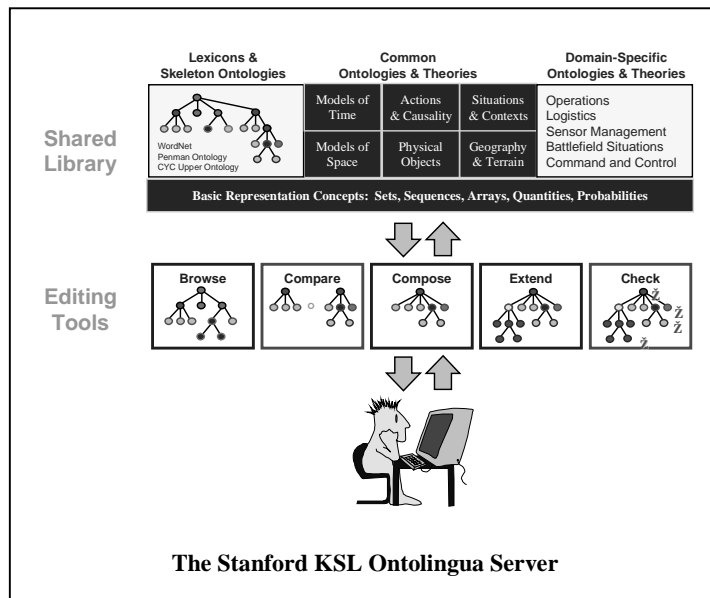 Lexicons &
Skeleton Ontologies
Common
Ontologies & Theories
Domain-Specific
Ontologies & Theories
Shared
Library
WordNet
Penman Ontology
CYC Upper Ontology
Models of
Time
Actions
& Causality
Situations
& Contexts
Models of
Space
Physical
Objects
Geography
& Terrain
Operations
Logistics
Sensor Management
Battlefield Situations
Command and Control
Basic Representation Concepts: Sets, Sequences, Arrays, Quantities, Probabilities
Editing
Tools
Browse
Compare
Compose
Extend
Check
Ž
Ž
Ž
Ž
The Stanford KSL Ontolingua Server